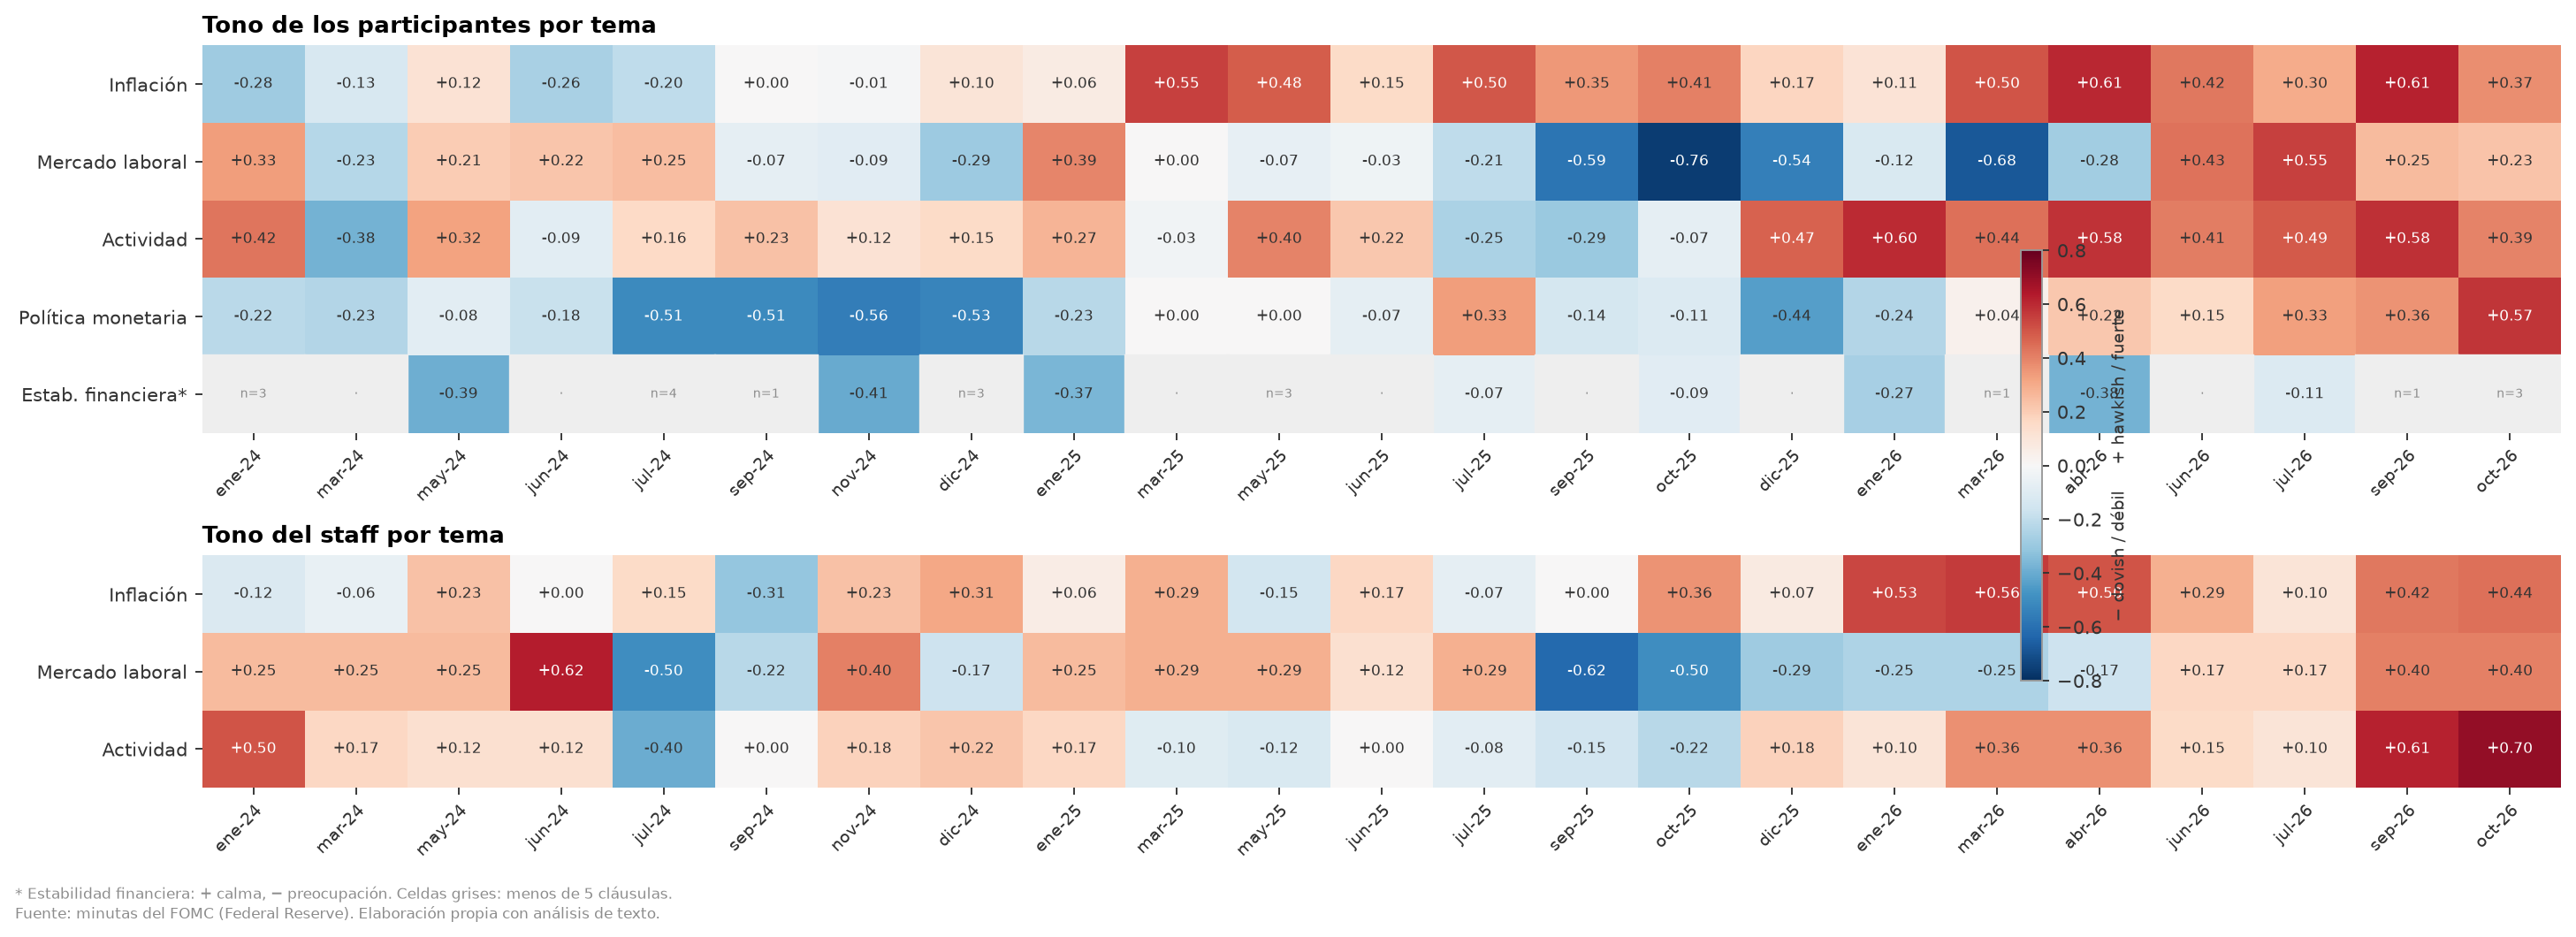 Tono de los participantes por tema
Inflación -0.28 -0.13 +0.12 -0.26 -0.20 +0.00 -0.01 +0.10 +0.06 +0.55 +0.48 +0.15 +0.50 +0.35 +0.41 +0.17 +0.11 +0.50 +0.61 +0.42 +0.30 +0.61 +0.37
Mercado laboral +0.33 -0.23 +0.21 +0.22 +0.25 -0.07 -0.09 -0.29 +0.39 +0.00 -0.07 -0.03 -0.21 -0.59 -0.76 -0.54 -0.12 -0.68 -0.28 +0.43 +0.55 +0.25 +0.23
Actividad +0.42 -0.38 +0.32 -0.09 +0.16 +0.23 +0.12 +0.15 +0.27 -0.03 +0.40 +0.22 -0.25 -0.29 -0.07 +0.47 +0.60 +0.44 +0.58 +0.41 +0.49 +0.58 +0.39
Política monetaria -0.22 -0.23 -0.08 -0.18 -0.51 -0.51 -0.56 -0.53 -0.23 +0.00 +0.00 -0.07 +0.33 -0.14 -0.11 -0.44 -0.24 +0.04 +0.15 +0.33 +0.36 +0.57
Estab. financiera* n=3 · -0.39 · n=4 n=1 -0.41 n=3 -0.37 · n=3 · -0.07 · -0.09 · -0.27 n=1 -0.38 · -0.11 n=1 n=3
ene-24 mar-24 may-24 jun-24 jul-24 sep-24 nov-24 dic-24 ene-25 mar-25 may-25 jun-25 jul-25 sep-25 oct-25 dic-25 ene-26 mar-26 abr-26 jun-26 jul-26 sep-26 oct-26
0.8
0.6
0.4
0.2
0.0
−0.2
−0.4
−0.6
−0.8
− dovish / débil + hawkish / fuerte
Tono del staff por tema
Inflación -0.12 -0.06 +0.23 +0.00 +0.15 -0.31 +0.23 +0.31 +0.06 +0.29 -0.15 +0.17 -0.07 +0.00 +0.36 +0.07 +0.53 +0.56 +0.29 +0.10 +0.42 +0.44
Mercado laboral +0.25 +0.25 +0.25 +0.62 -0.50 -0.22 +0.40 -0.17 +0.25 +0.29 +0.29 +0.12 +0.29 -0.62 -0.50 -0.29 -0.25 -0.25 -0.17 +0.17 +0.17 +0.40 +0.40
Actividad +0.50 +0.17 +0.12 +0.12 -0.40 +0.00 +0.18 +0.22 +0.17 -0.10 -0.12 +0.00 -0.08 -0.15 -0.22 +0.18 +0.10 +0.36 +0.36 +0.15 +0.10 +0.61 +0.70
ene-24 mar-24 may-24 jun-24 jul-24 sep-24 nov-24 dic-24 ene-25 mar-25 may-25 jun-25 jul-25 sep-25 oct-25 dic-25 ene-26 mar-26 abr-26 jun-26 jul-26 sep-26 oct-26
* Estabilidad financiera: + calma, − preocupación. Celdas grises: menos de 5 cláusulas.
Fuente: minutas del FOMC (Federal Reserve). Elaboración propia con análisis de texto.